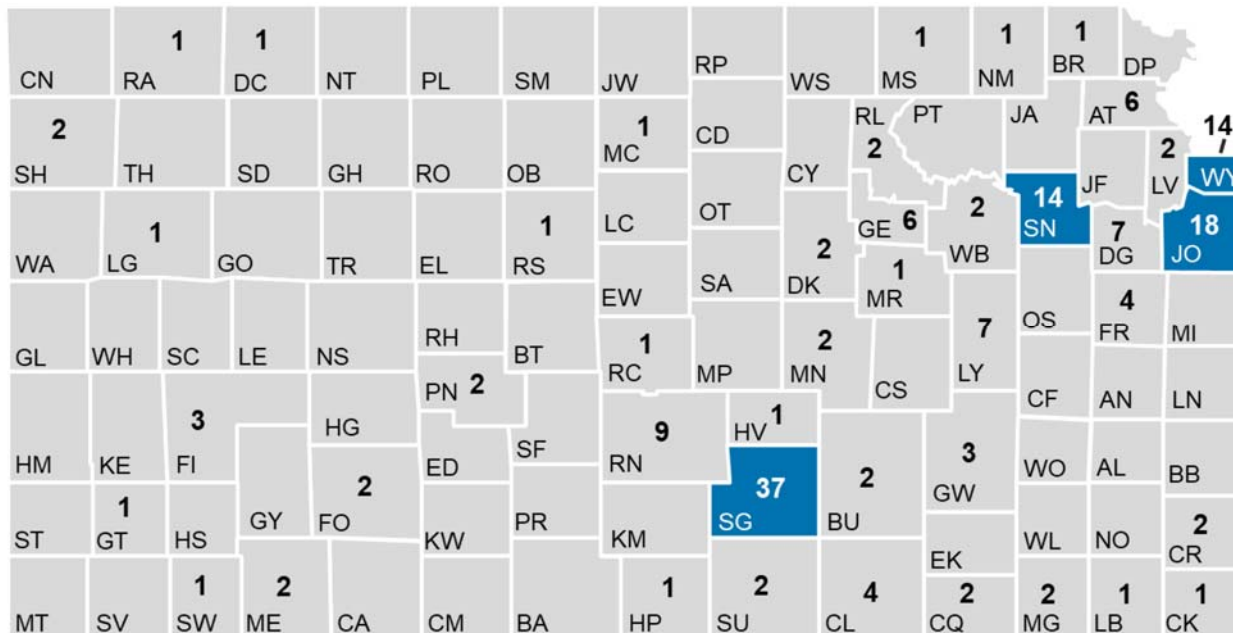 1 1 1 1 1
CN RA DC NT PL SM JW RP WS MS NM BR DP
2 1 RL PT JA AT 6 14
SH TH SD GH RO OB MC CD CY 2 JF 2 LV WY
1 1 LC OT 2 GE 6 2 WB 14 SN 7 DG 18 JO
WA LG GO TR EL RS EW SA DK 1 MR
GL WH SC LE NS RH BT 1 RC MP 2 MN CS 7 LY OS 4 FR MI
PN 2 CF AN LN
3 HG SF 9 RN 1 HV 3 GW
HM KE FI ED WO AL BB
1 2 37 2
ST GT HS GY FO KW PR KM SG BU EK WL NO 2 CR
1 2 1 2 4 2 2 1 1
MT SV SW ME CA CM BA HP SU CL CQ MG LB CK